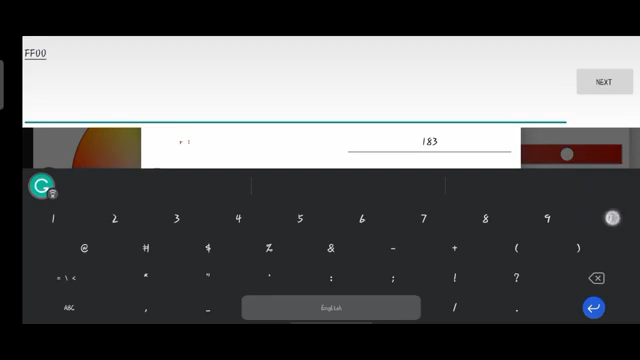 FF00
NEXT
r :
183
1 2 3 4 5 6 7 8 9
@ # $ % & - + ( )
= \ < * " ' : ; ! ?
ABC , _ English / .